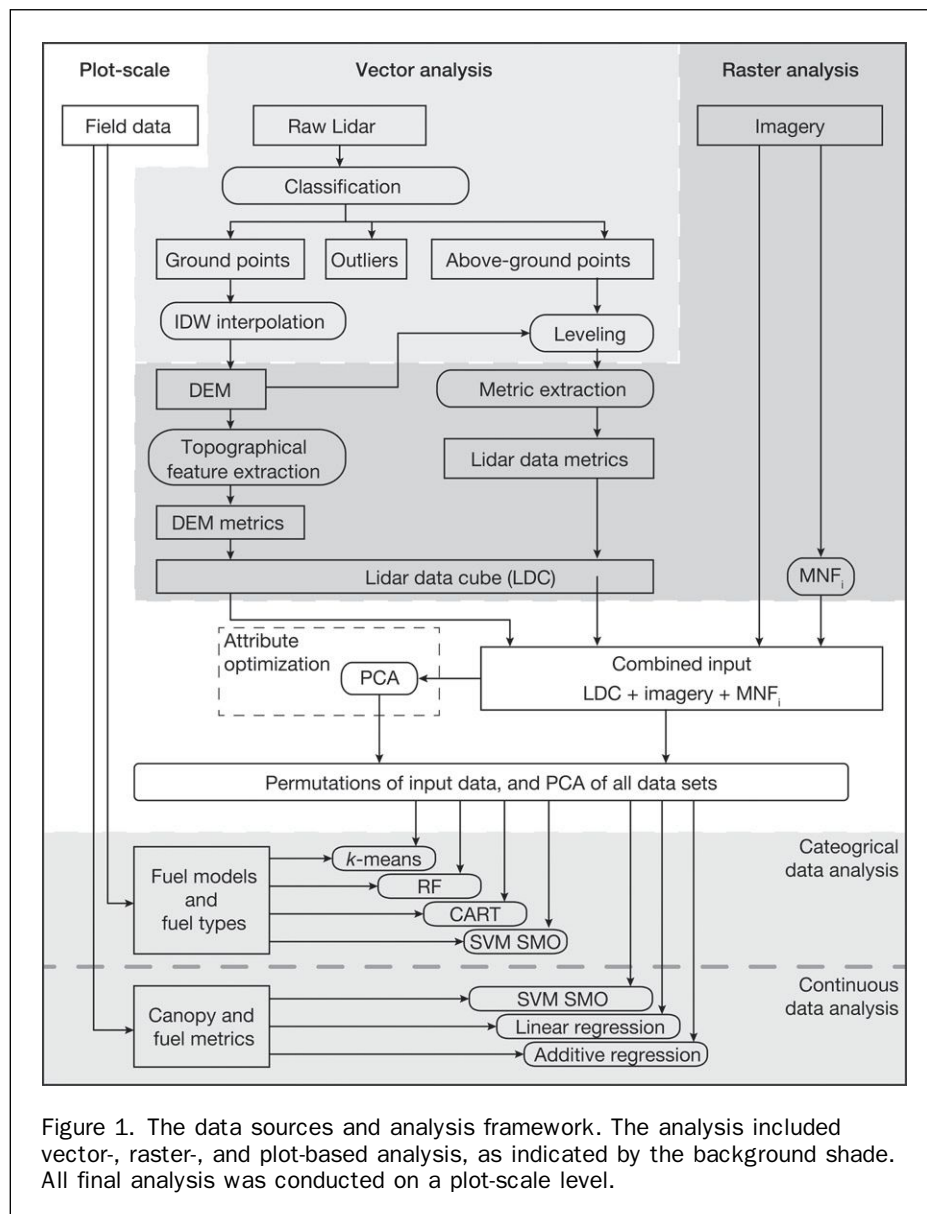 Plot-scale
Vector analysis
Raster analysis
Field data
Raw Lidar
Imagery
Classification
Ground points
Outliers
Above-ground points
IDW interpolation
Leveling
DEM
Metric extraction
Topographical
feature extraction
Lidar data metrics
DEM metrics
Lidar data cube (LDC)
MNFi
Attribute
optimization
PCA
Combined input
LDC + imagery + MNFi
Permutations of input data, and PCA of all data sets
Cateogrical
data analysis
Fuel models
and
fuel types
k-means
RF
CART
SVM SMO
Continuous
data analysis
Canopy and
fuel metrics
SVM SMO
Linear regression
Additive regression
Figure 1. The data sources and analysis framework. The analysis included
vector-, raster-, and plot-based analysis, as indicated by the background shade.
All final analysis was conducted on a plot-scale level.